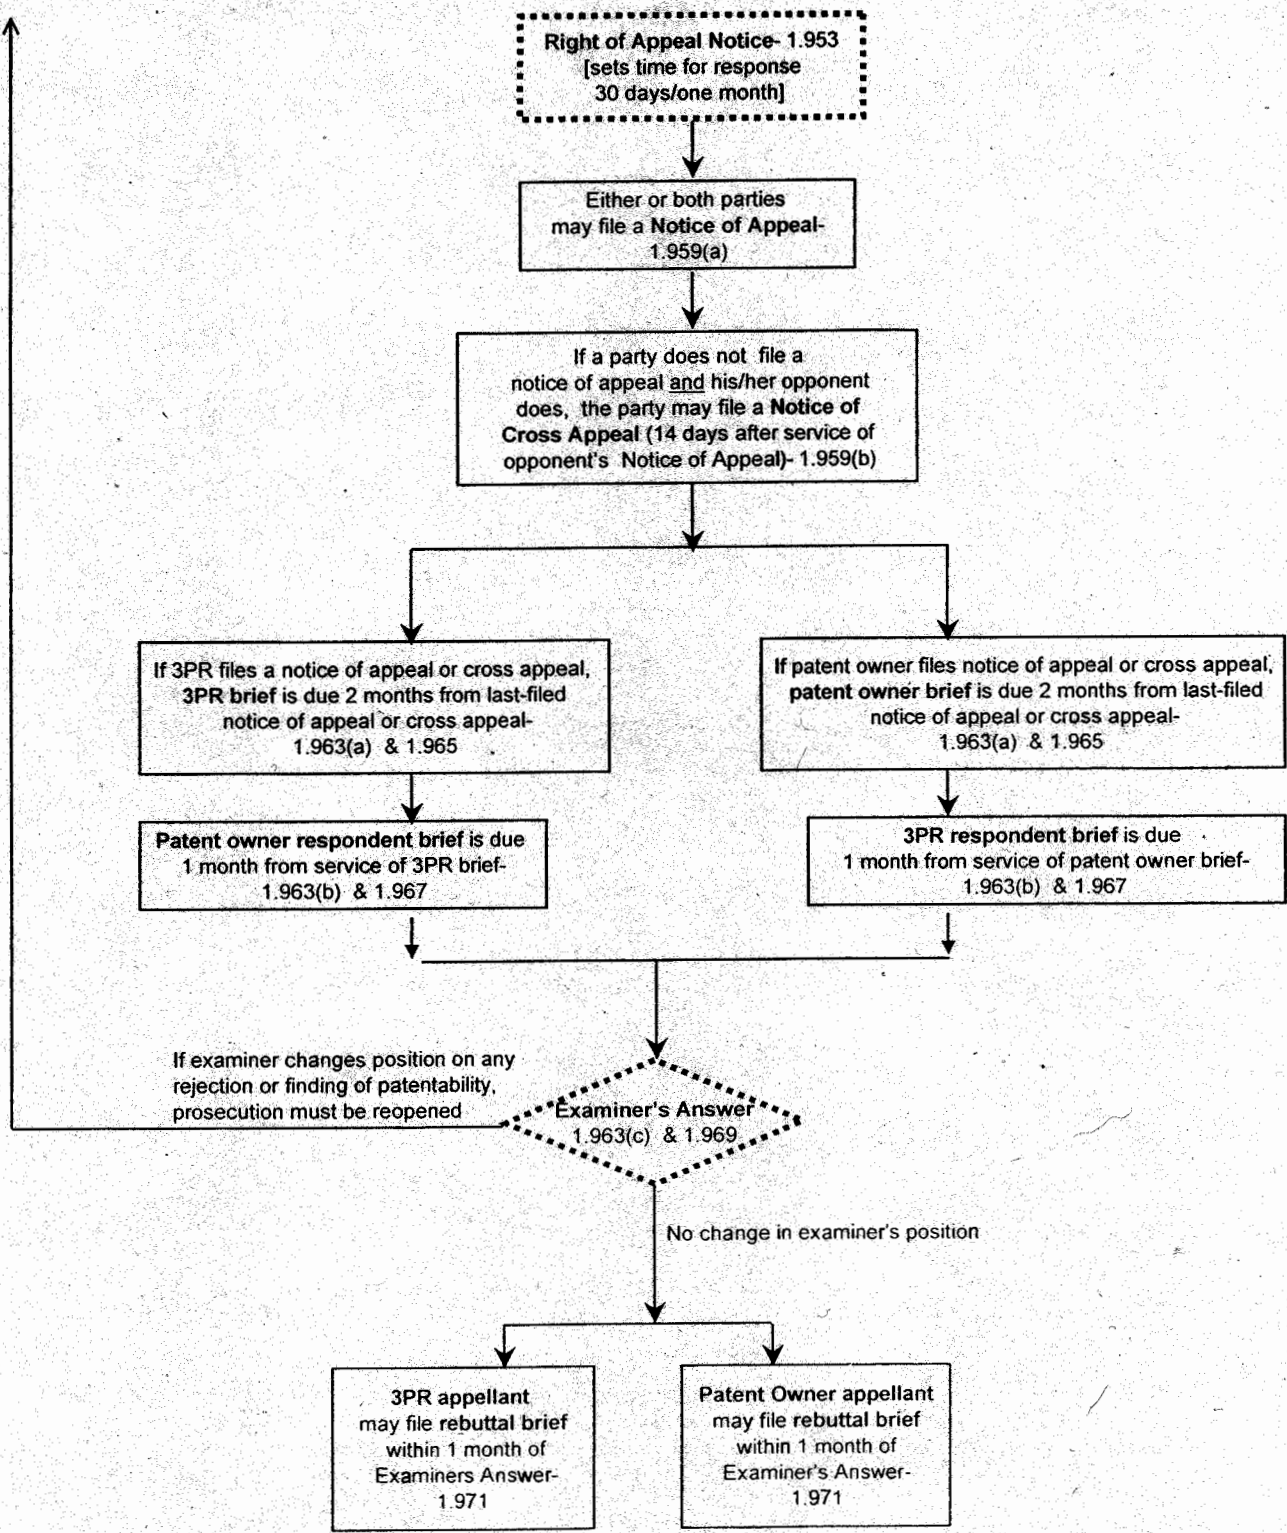 Right of Appeal Notice- 1.953
[sets time for response
30 days/one month]
Either or both parties
may file a Notice of Appeal-
1.959(a)
If a party does not file a
notice of appeal and his/her opponent
does, the party may file a Notice of
Cross Appeal (14 days after service of
opponent's Notice of Appeal)- 1.959(b)
If 3PR files a notice of appeal or cross appeal,
3PR brief is due 2 months from last-filed
notice of appeal or cross appeal-
1.963(a) & 1.965
If patent owner files notice of appeal or cross appeal,
patent owner brief is due 2 months from last-filed
notice of appeal or cross appeal-
1.963(a) & 1.965
Patent owner respondent brief is due
1 month from service of 3PR brief-
1.963(b) & 1.967
3PR respondent brief is due
1 month from service of patent owner brief-
1.963(b) & 1.967
If examiner changes position on any
rejection or finding of patentability,
prosecution must be reopened
Examiner's Answer
1.963(c) & 1.969
No change in examiner's position
3PR appellant
may file rebuttal brief
within 1 month of
Examiners Answer-
1.971
Patent Owner appellant
may file rebuttal brief
within 1 month of
Examiner's Answer-
1.971